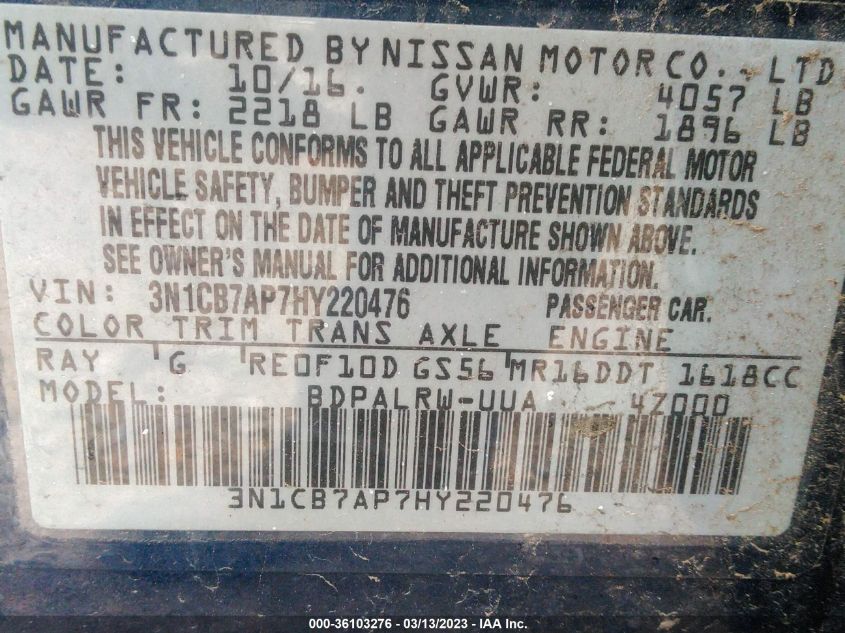 MANUFACTURED BY NISSAN MOTOR CO., LTD
DATE: 10/16. GVWR: 4057 LB
GAWR FR: 2218 LB GAWR RR: 1896 LB
THIS VEHICLE CONFORMS TO ALL APPLICABLE FEDERAL MOTOR
VEHICLE SAFETY, BUMPER AND THEFT PREVENTION STANDARDS
IN EFFECT ON THE DATE OF MANUFACTURE SHOWN ABOVE.
SEE OWNER'S MANUAL FOR ADDITIONAL INFORMATION.
VIN: 3N1CB7AP7HY220476 PASSENGER CAR.
COLOR TRIM TRANS AXLE ENGINE
RAY G RE0F10D GS56 MR16DDT 1618CC
MODEL: BDPALRW-UUA 4Z000
3N1CB7AP7HY220476
000-36103276 - 03/13/2023 - IAA Inc.